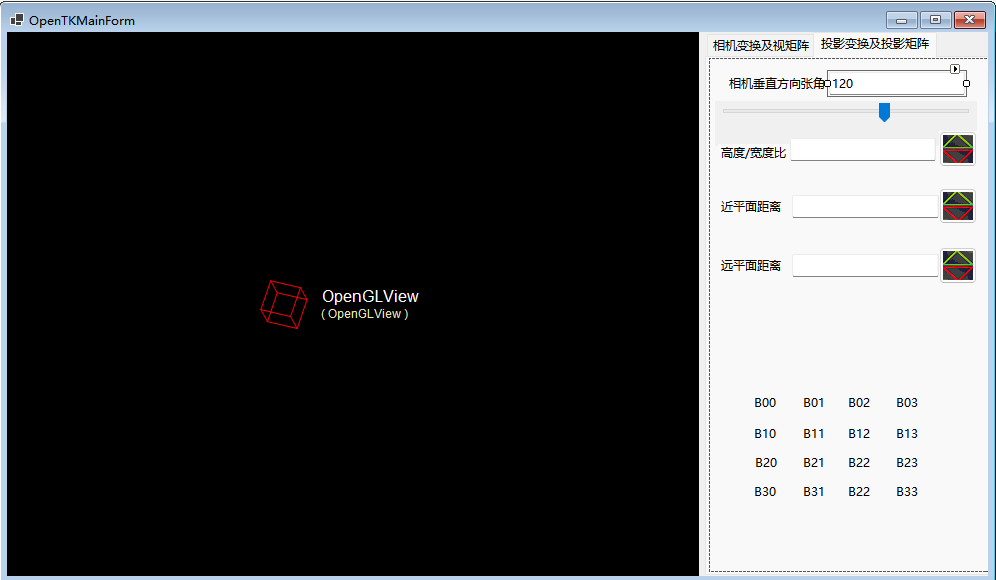 OpenTKMainForm
相机变换及视矩阵 投影变换及投影矩阵
相机垂直方向张角 120
高度/宽度比
近平面距离
远平面距离
OpenGLView
( OpenGLView )
B00 B01 B02 B03
B10 B11 B12 B13
B20 B21 B22 B23
B30 B31 B22 B33